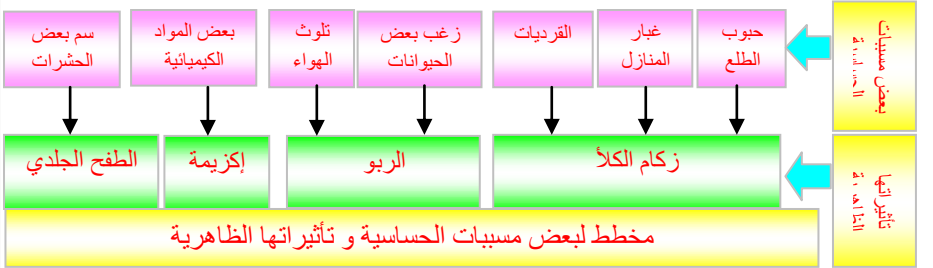 بعض مسببات
حبوب
الطلع
غبار
المنازل
القرديات
زغب بعض
الحيوانات
تلوث
الهواء
بعض المواد
الكيميائية
سم بعض
الحشرات
تأثيراتها
زكام الكلأ
الربو
إكزيمة
الطفح الجلدي
مخطط لبعض مسببات الحساسية و تأثيراتها الظاهرية